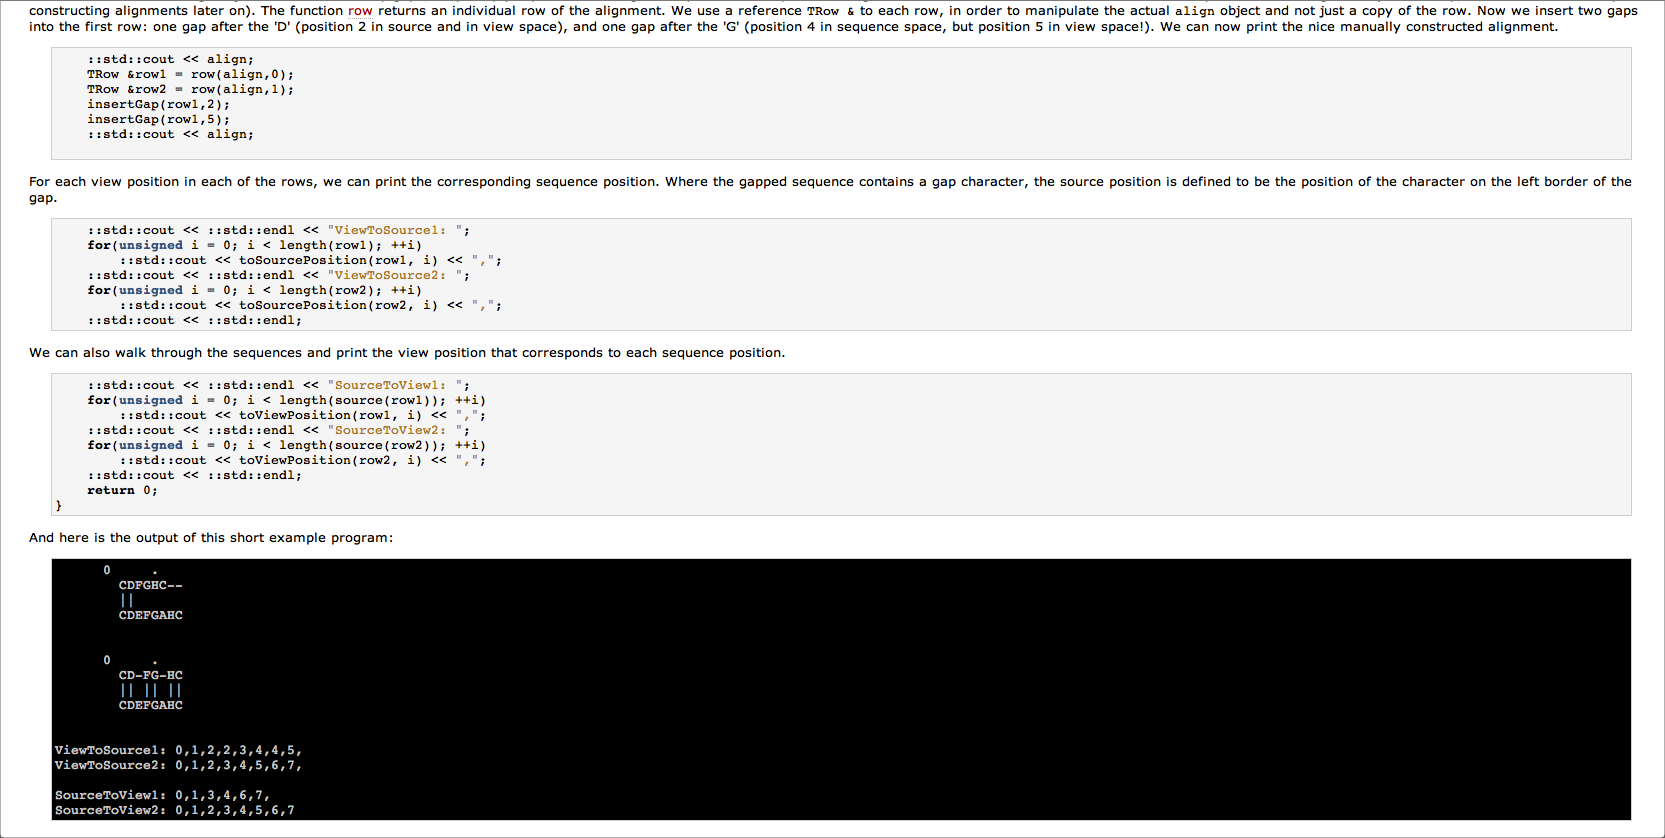 constructing alignments later on). The function row returns an individual row of the alignment. We use a reference TRow & to each row, in order to manipulate the actual align object and not just a copy of the row. Now we insert two gaps
into the first row: one gap after the 'D' (position 2 in source and in view space), and one gap after the 'G' (position 4 in sequence space, but position 5 in view space!). We can now print the nice manually constructed alignment.
::std::cout << align;
TRow &row1 = row(align,0);
TRow &row2 = row(align,1);
insertGap(row1,2);
insertGap(row1,5);
::std::cout << align;
For each view position in each of the rows, we can print the corresponding sequence position. Where the gapped sequence contains a gap character, the source position is defined to be the position of the character on the left border of the
gap.
::std::cout << ::std::endl << "ViewToSource1: ";
for(unsigned i = 0; i < length(row1); ++i)
::std::cout << toSourcePosition(row1, i) << ",";
::std::cout << ::std::endl << "ViewToSource2: ";
for(unsigned i = 0; i < length(row2); ++i)
::std::cout << toSourcePosition(row2, i) << ",";
::std::cout << ::std::endl;
We can also walk through the sequences and print the view position that corresponds to each sequence position.
::std::cout << ::std::endl << "SourceToView1: ";
for(unsigned i = 0; i < length(source(row1)); ++i)
::std::cout << toViewPosition(row1, i) << ",";
::std::cout << ::std::endl << "SourceToView2: ";
for(unsigned i = 0; i < length(source(row2)); ++i)
::std::cout << toViewPosition(row2, i) << ",";
::std::cout << ::std::endl;
return 0;
}
And here is the output of this short example program:
0     .
CDFGHC--
||
CDEFGAHC
0     .
CD-FG-HC
|| || ||
CDEFGAHC
ViewToSource1: 0,1,2,2,3,4,4,5,
ViewToSource2: 0,1,2,3,4,5,6,7,
SourceToView1: 0,1,3,4,6,7,
SourceToView2: 0,1,2,3,4,5,6,7